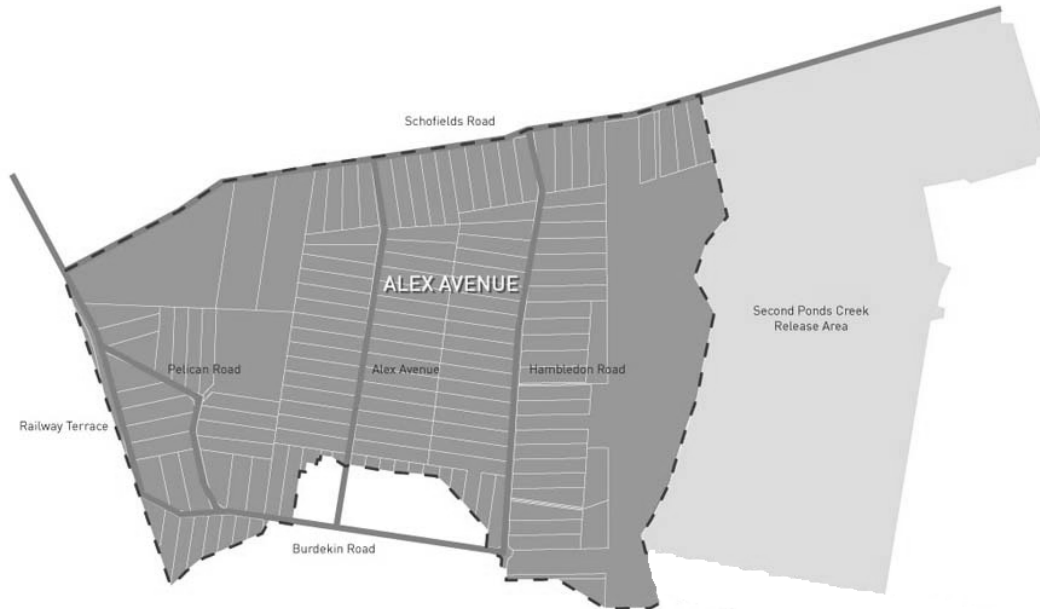 Schofields Road
ALEX AVENUE
Second Ponds Creek
Release Area
Pelican Road
Alex Avenue
Hambledon Road
Railway Terrace
Burdekin Road